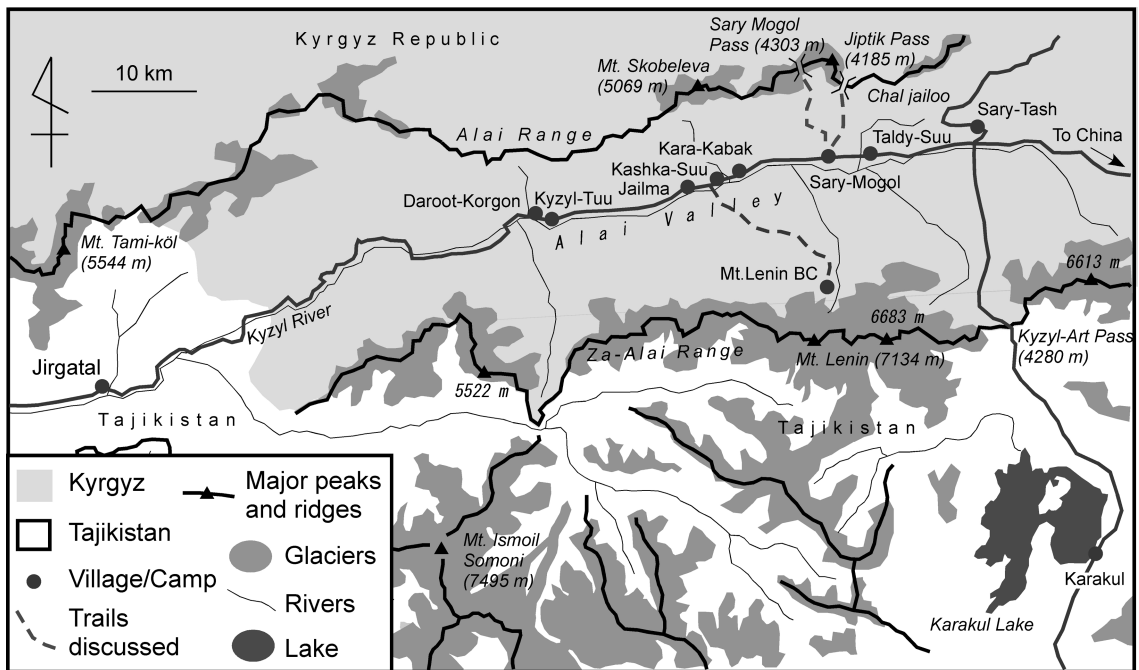 Kyrgyz Republic
10 km
Sary Mogol
Pass (4303 m)
Jiptik Pass
(4185 m)
Mt. Skobeleva
(5069 m)
Chal jailoo
Sary-Tash
Alai Range
Taldy-Suu
To China
Kara-Kabak
Kashka-Suu
Jailma
Sary-Mogol
Daroot-Korgon
Kyzyl-Tuu
Alai Valley
Mt. Tami-köl
(5544 m)
Mt.Lenin BC
6613 m
6683 m
Kyzyl River
Kyzyl-Art Pass
(4280 m)
Za-Alai Range
Mt. Lenin (7134 m)
Jirgatal
5522 m
Tajikistan
Tajikistan
Kyrgyz
Major peaks
and ridges
Tajikistan
Glaciers
Village/Camp
Rivers
Trails
discussed
Lake
Mt. Ismoil
Somoni
(7495 m)
Karakul
Karakul Lake